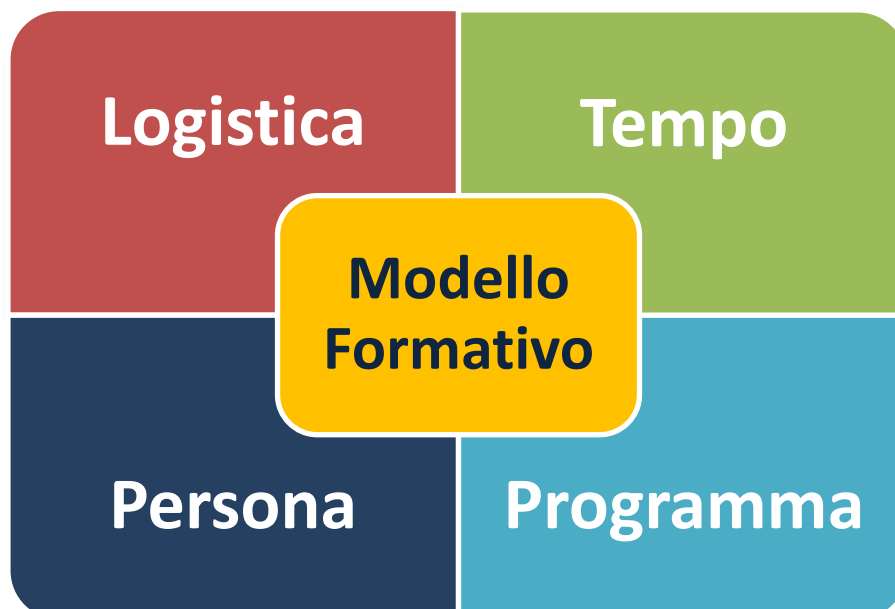 Logistica
Tempo
Modello
Formativo
Persona
Programma